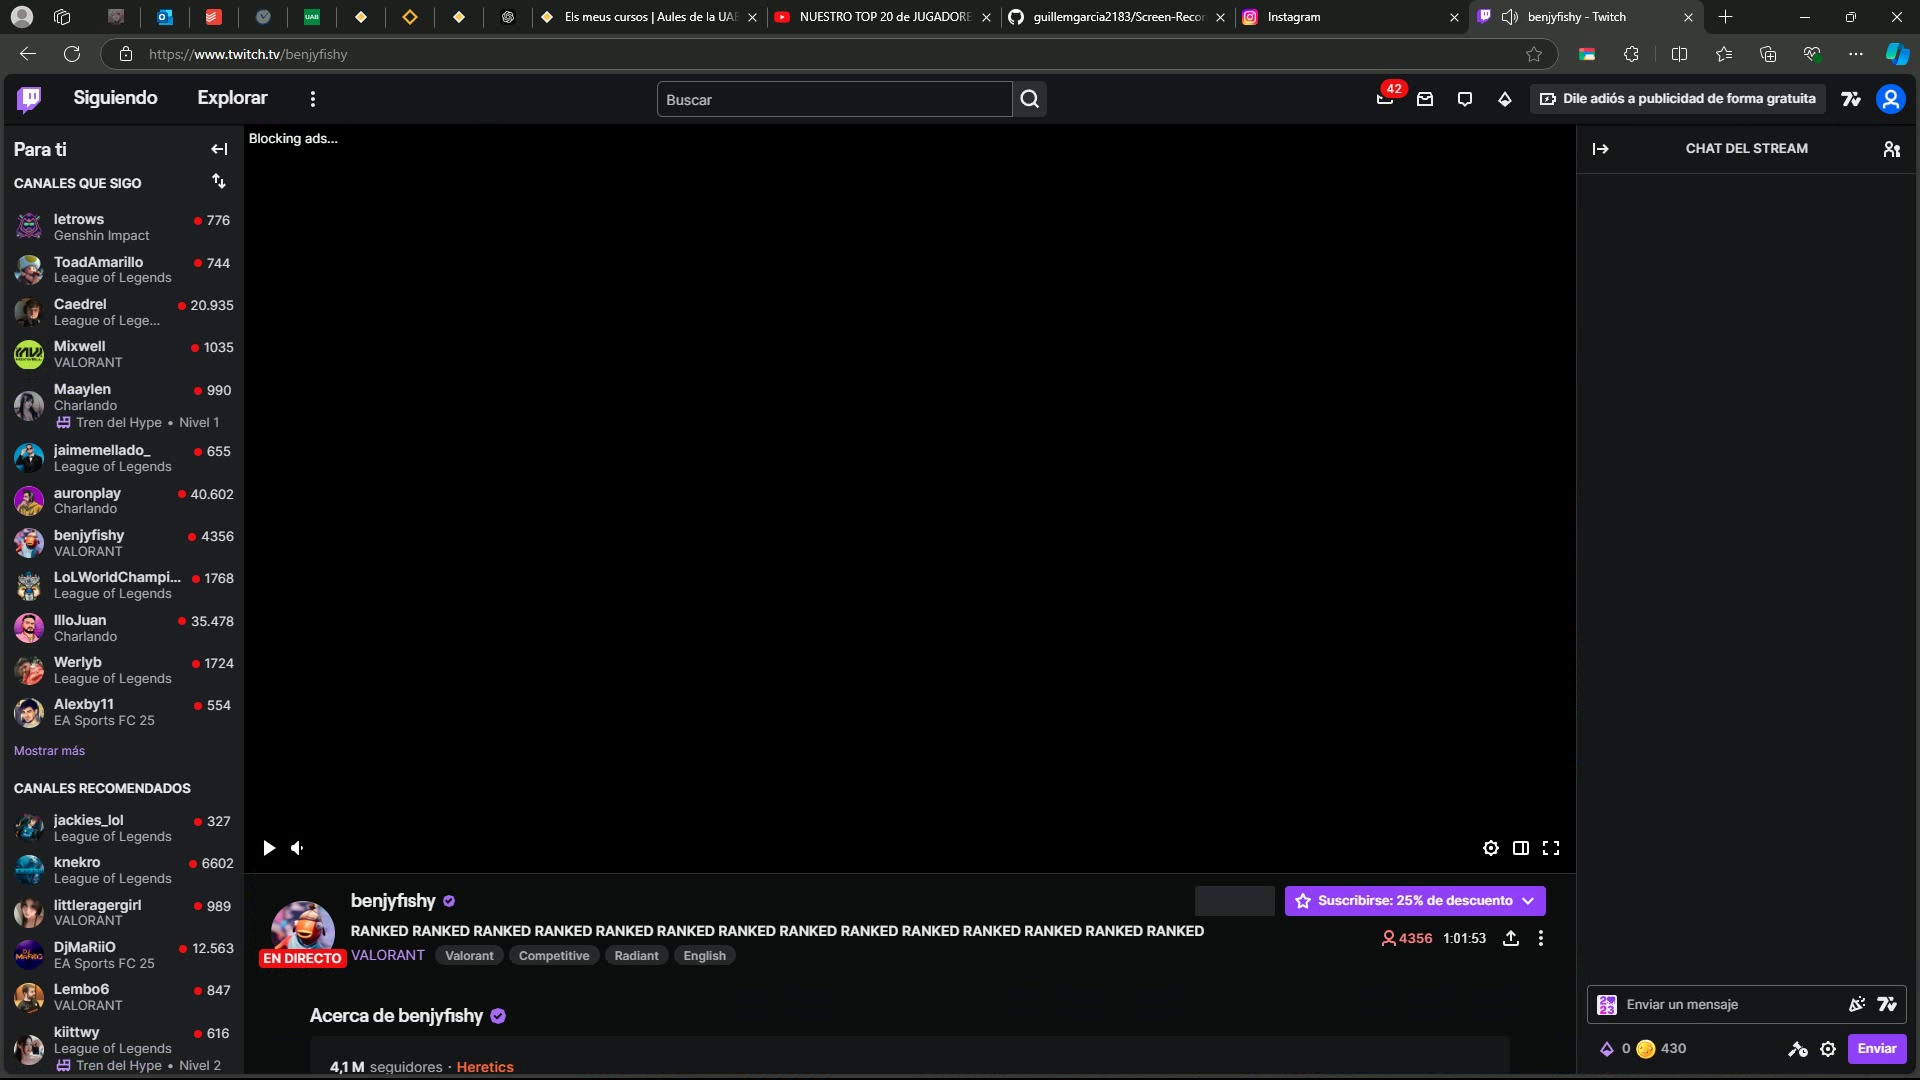 UAB
Els meus cursos | Aules de la UAB
NUESTRO TOP 20 de JUGADORE
guillemgarcia2183/Screen-Recor
Instagram
benjyfishy - Twitch
https://www.twitch.tv/benjyfishy
Siguiendo
Explorar
Buscar
42
Dile adiós a publicidad de forma gratuita
Para ti
CANALES QUE SIGO
letrows
776
Genshin Impact
ToadAmarillo
744
League of Legends
Caedrel
20.935
League of Lege...
Mixwell
1035
VALORANT
Maaylen
990
Charlando
Tren del Hype • Nivel 1
jaimemellado_
655
League of Legends
auronplay
40.602
Charlando
benjyfishy
4356
VALORANT
LoLWorldChampi...
1768
League of Legends
IlloJuan
35.478
Charlando
Werlyb
1724
League of Legends
Alexby11
554
EA Sports FC 25
Mostrar más
CANALES RECOMENDADOS
jackies_lol
327
League of Legends
knekro
6602
League of Legends
littleragergirl
989
VALORANT
DjMaRiiO
12.563
EA Sports FC 25
Lembo6
847
VALORANT
kiittwy
616
League of Legends
Tren del Hype • Nivel 2
Blocking ads...
benjyfishy
Suscribirse: 25% de descuento
RANKED RANKED RANKED RANKED RANKED RANKED RANKED RANKED RANKED RANKED RANKED RANKED RANKED RANKED
4356 1:01:53
EN DIRECTO
VALORANT
Valorant
Competitive
Radiant
English
Acerca de benjyfishy
4,1 M seguidores · Heretics
CHAT DEL STREAM
Enviar un mensaje
0
430
Enviar